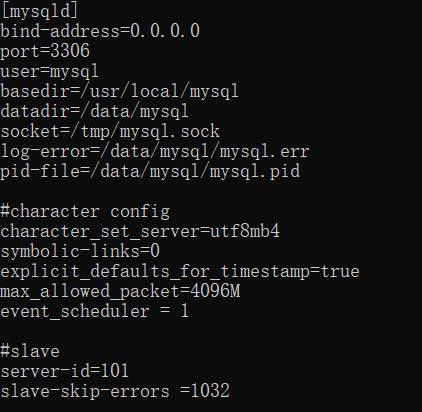 [mysqld]
bind-address=0.0.0.0
port=3306
user=mysql
basedir=/usr/local/mysql
datadir=/data/mysql
socket=/tmp/mysql.sock
log-error=/data/mysql/mysql.err
pid-file=/data/mysql/mysql.pid

#character config
character_set_server=utf8mb4
symbolic-links=0
explicit_defaults_for_timestamp=true
max_allowed_packet=4096M
event_scheduler = 1

#slave
server-id=101
slave-skip-errors =1032